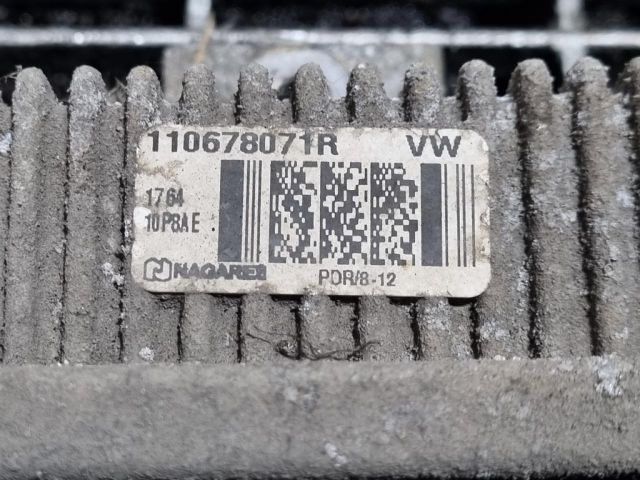 110678071R VW
1764
10P8AE
NAGARES
PDR/8-12